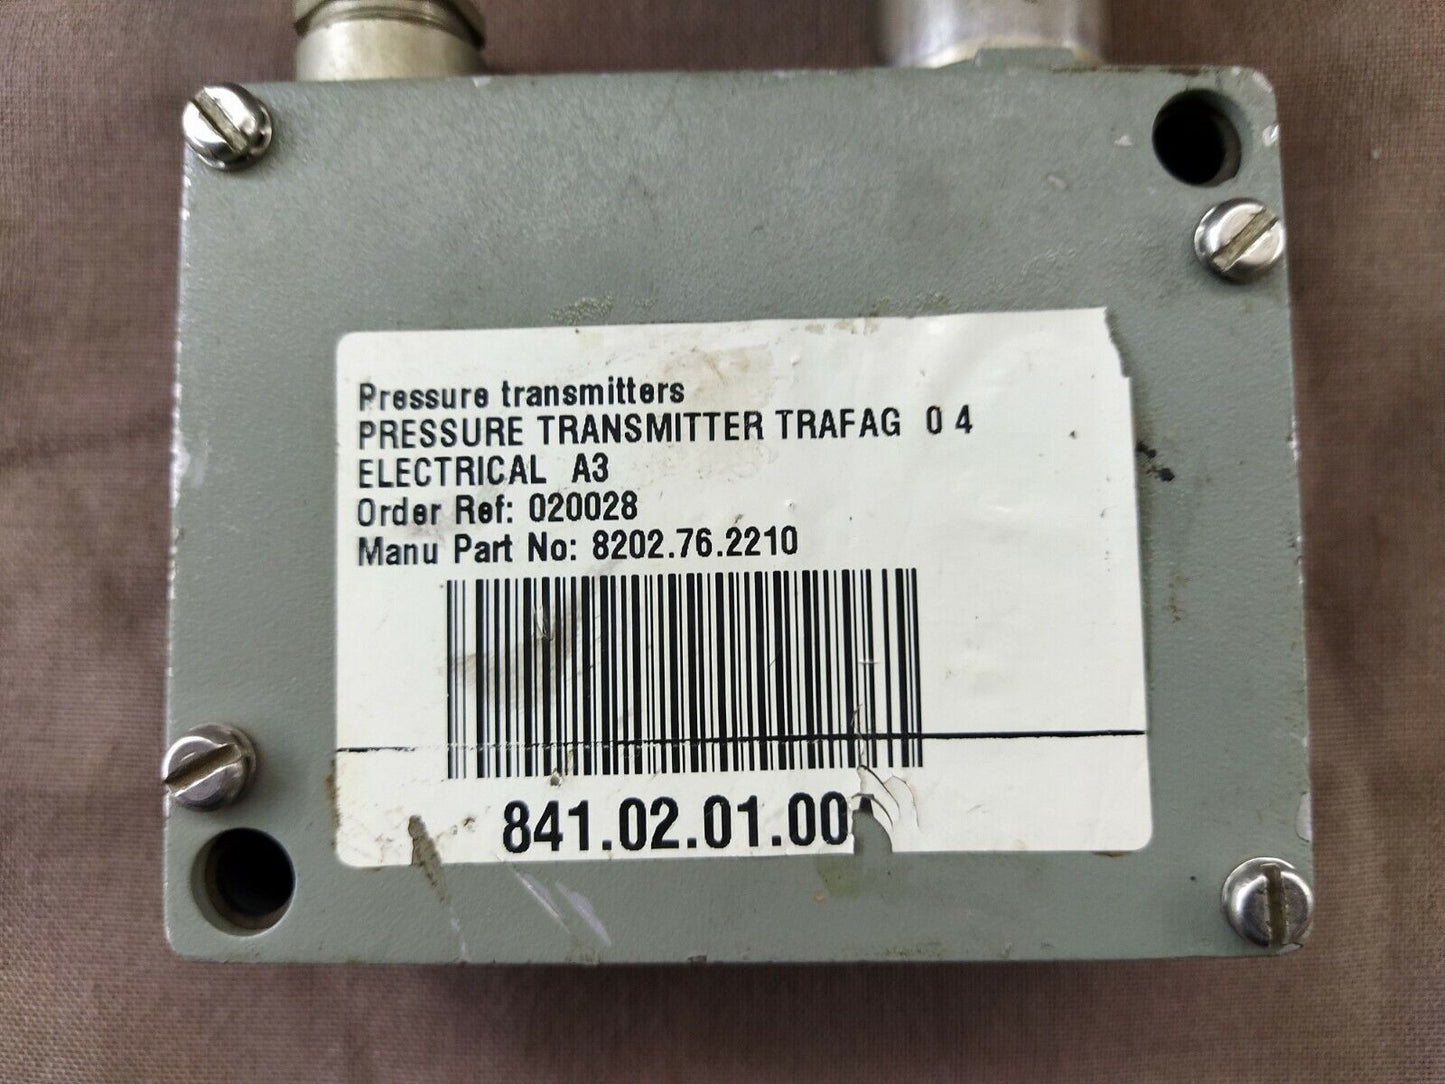 Pressure transmitters
PRESSURE TRANSMITTER TRAFAG 0 4
ELECTRICAL A3
Order Ref: 020028
Manu Part No: 8202.76.2210
841.02.01.00